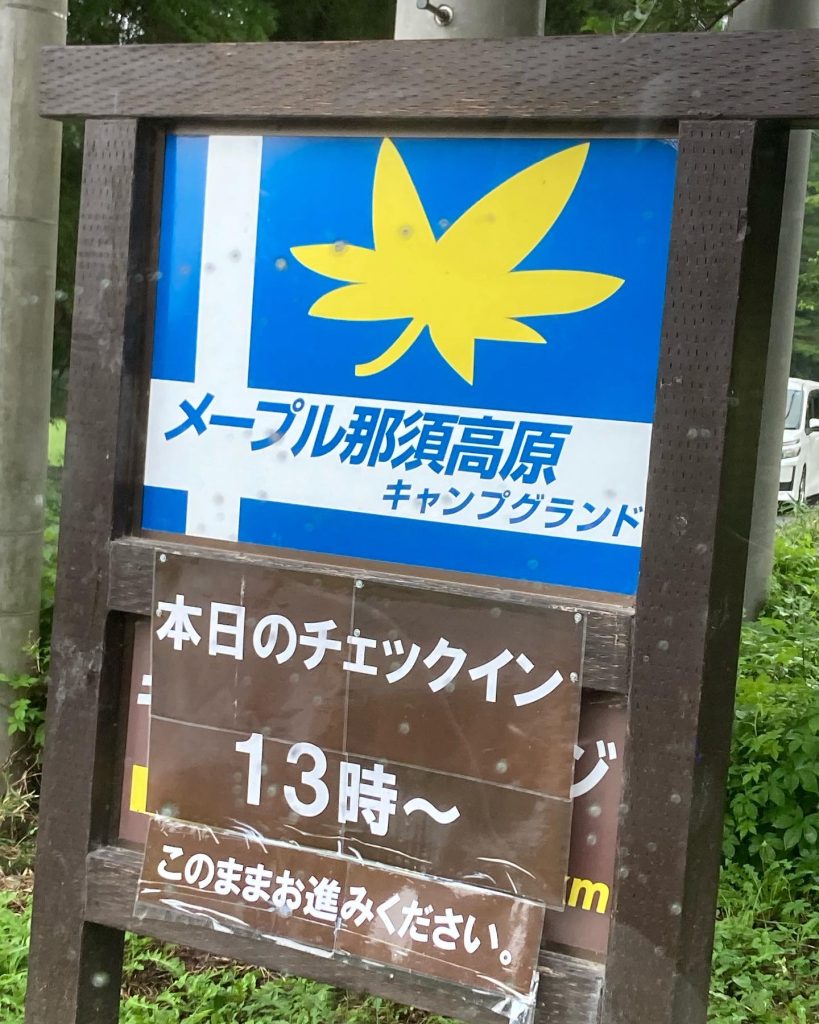 メープル那須高原
キャンプグランド
本日のチェックイン
13時～
ジ
このままお進みください。
km